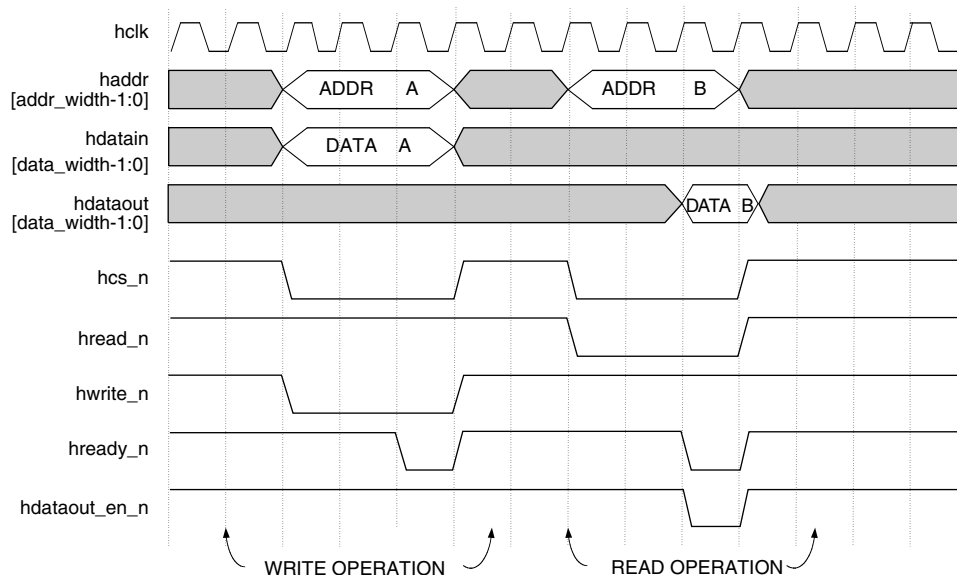 hclk
haddr
[addr_width-1:0]
ADDR A
ADDR B
hdatain
[data_width-1:0]
DATA A
hdataout
[data_width-1:0]
DATA B
hcs_n
hread_n
hwrite_n
hready_n
hdataout_en_n
WRITE OPERATION
READ OPERATION